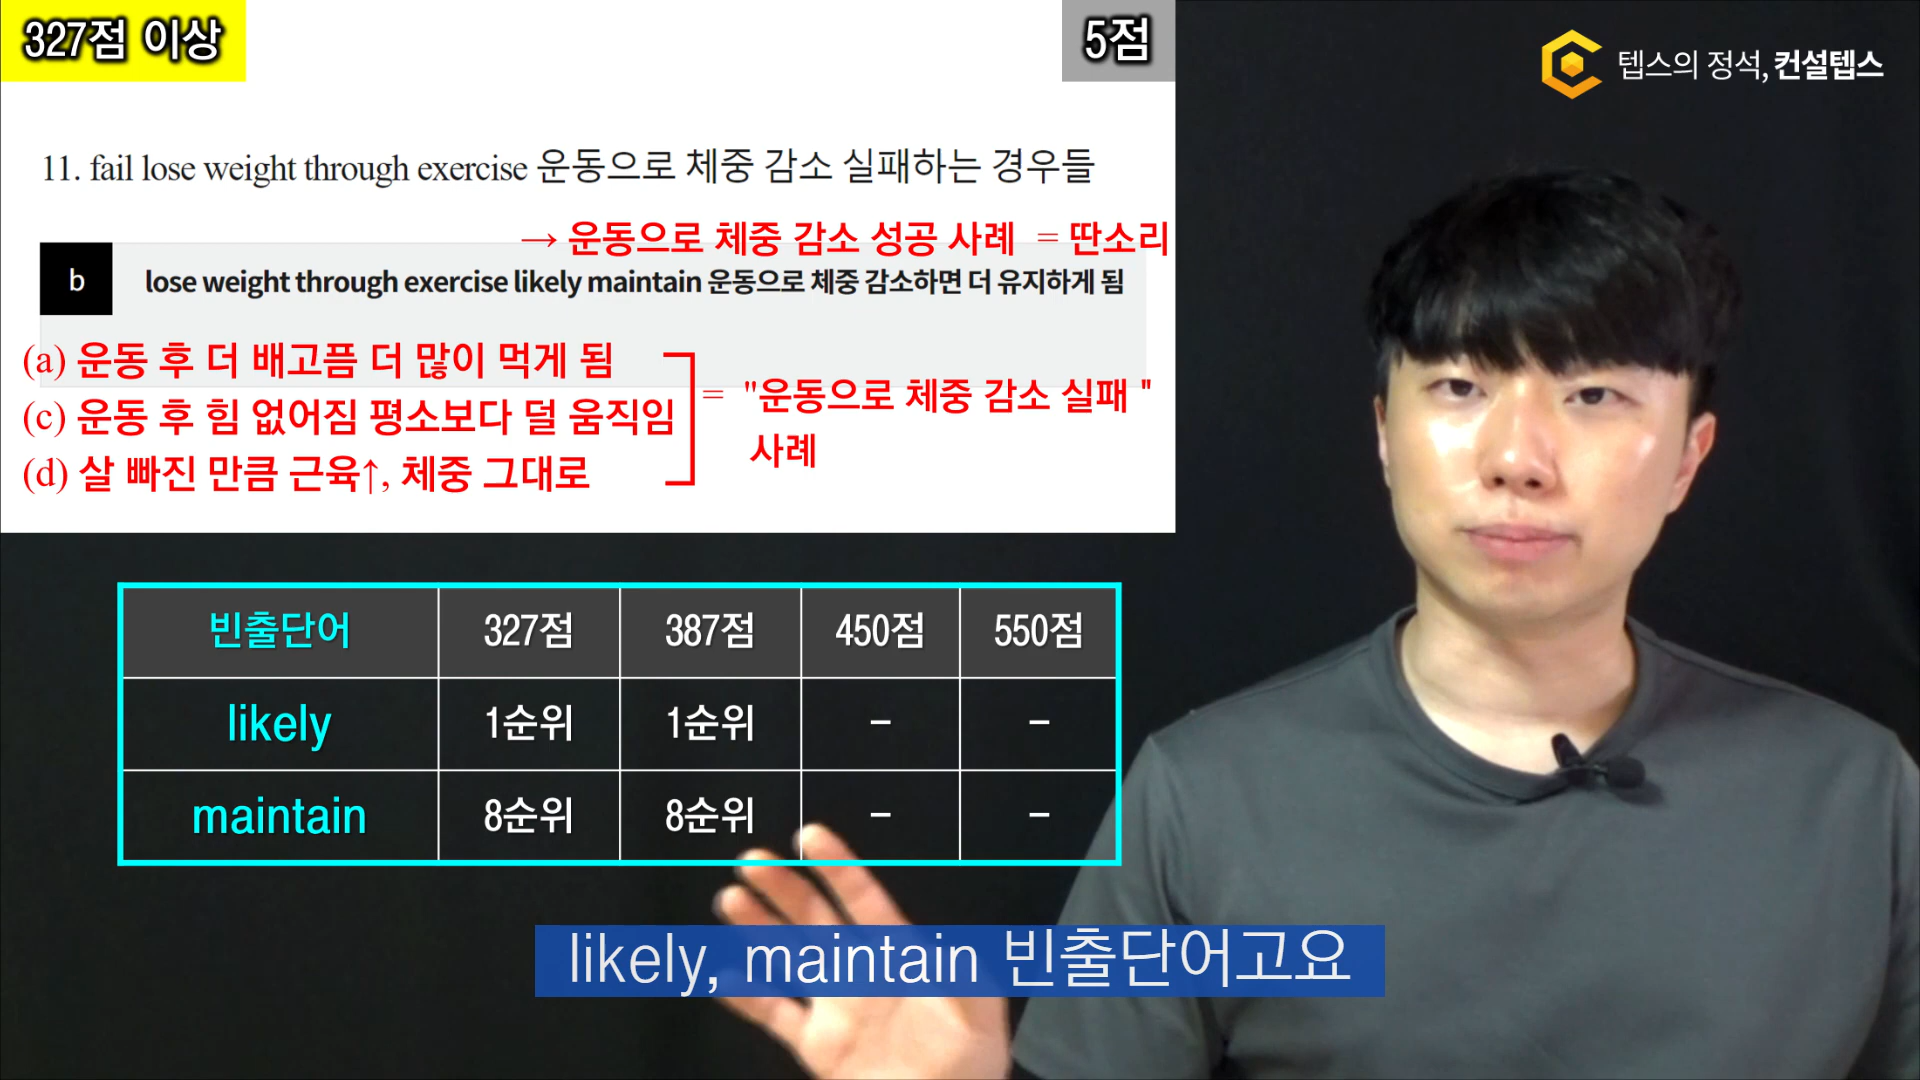 327점 이상
5점
텝스의 정석, 컨설텝스
11. fail lose weight through exercise 운동으로 체중 감소 실패하는 경우들
→ 운동으로 체중 감소 성공 사례 = 딴소리
b lose weight through exercise likely maintain 운동으로 체중 감소하면 더 유지하게 됨
(a) 운동 후 더 배고픔 더 많이 먹게 됨
(c) 운동 후 힘 없어짐 평소보다 덜 움직임
(d) 살 빠진 만큼 근육↑, 체중 그대로
= "운동으로 체중 감소 실패 "
사례
빈출단어 327점 387점 450점 550점
likely 1순위 1순위 - -
maintain 8순위 8순위 - -
likely, maintain 빈출단어고요